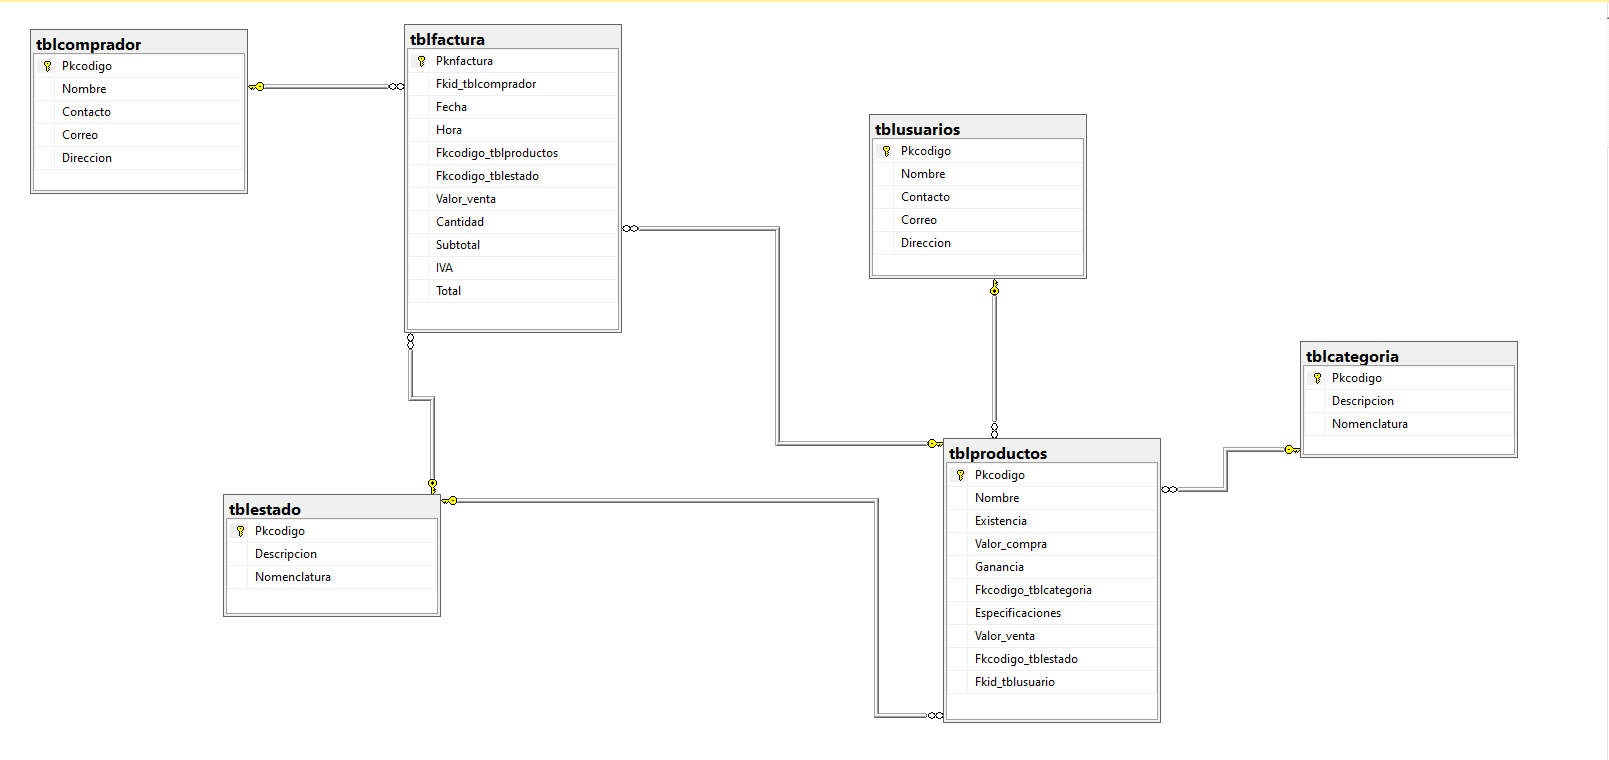 tblcomprador
Pkcodigo
Nombre
Contacto
Correo
Direccion
tblfactura
Pknfactura
Fkid_tblcomprador
Fecha
Hora
Fkcodigo_tblproductos
Fkcodigo_tblestado
Valor_venta
Cantidad
Subtotal
IVA
Total
tblusuarios
Pkcodigo
Nombre
Contacto
Correo
Direccion
tblcategoria
Pkcodigo
Descripcion
Nomenclatura
tblestado
Pkcodigo
Descripcion
Nomenclatura
tblproductos
Pkcodigo
Nombre
Existencia
Valor_compra
Ganancia
Fkcodigo_tblcategoria
Especificaciones
Valor_venta
Fkcodigo_tblestado
Fkid_tblusuario